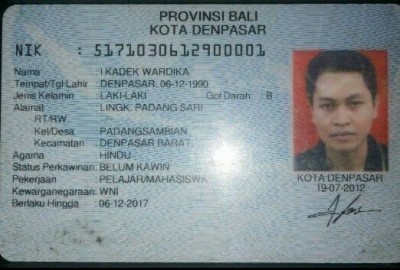 PROVINSI BALI
KOTA DENPASAR
NIK : 5171030612900001
Nama : I KADEK WARDIKA
Tempat/Tgl Lahir : DENPASAR, 06-12-1990
Jenis Kelamin : LAKI-LAKI Gol Darah : B
Alamat : LINGK. PADANG SARI
RT/RW :
Kel/Desa : PADANGSAMBIAN
Kecamatan : DENPASAR BARAT
Agama : HINDU
Status Perkawinan : BELUM KAWIN
Pekerjaan : PELAJAR/MAHASISWA
Kewarganegaraan : WNI
Berlaku Hingga : 06-12-2017
KOTA DENPASAR
19-07-2012